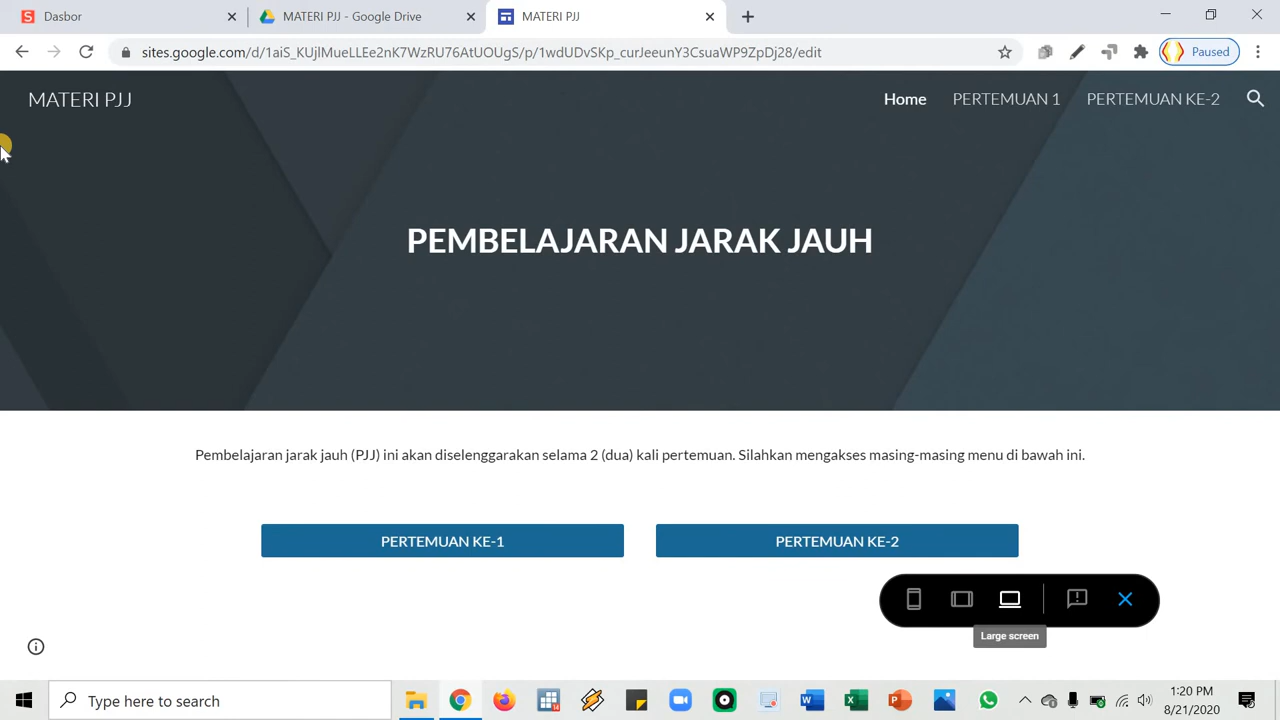 Dasbor
MATERI PJJ - Google Drive
MATERI PJJ
sites.google.com/d/1aiS_KUjlMueLLEe2nK7WzRU76AtUOUgS/p/1wdUDvSKp_curJeeunY3CsuaWP9ZpDj28/edit
Paused
MATERI PJJ
Home
PERTEMUAN 1
PERTEMUAN KE-2
PEMBELAJARAN JARAK JAUH
Pembelajaran jarak jauh (PJJ) ini akan diselenggarakan selama 2 (dua) kali pertemuan. Silahkan mengakses masing-masing menu di bawah ini.
PERTEMUAN KE-1
PERTEMUAN KE-2
Large screen
Type here to search
1:20 PM
8/21/2020